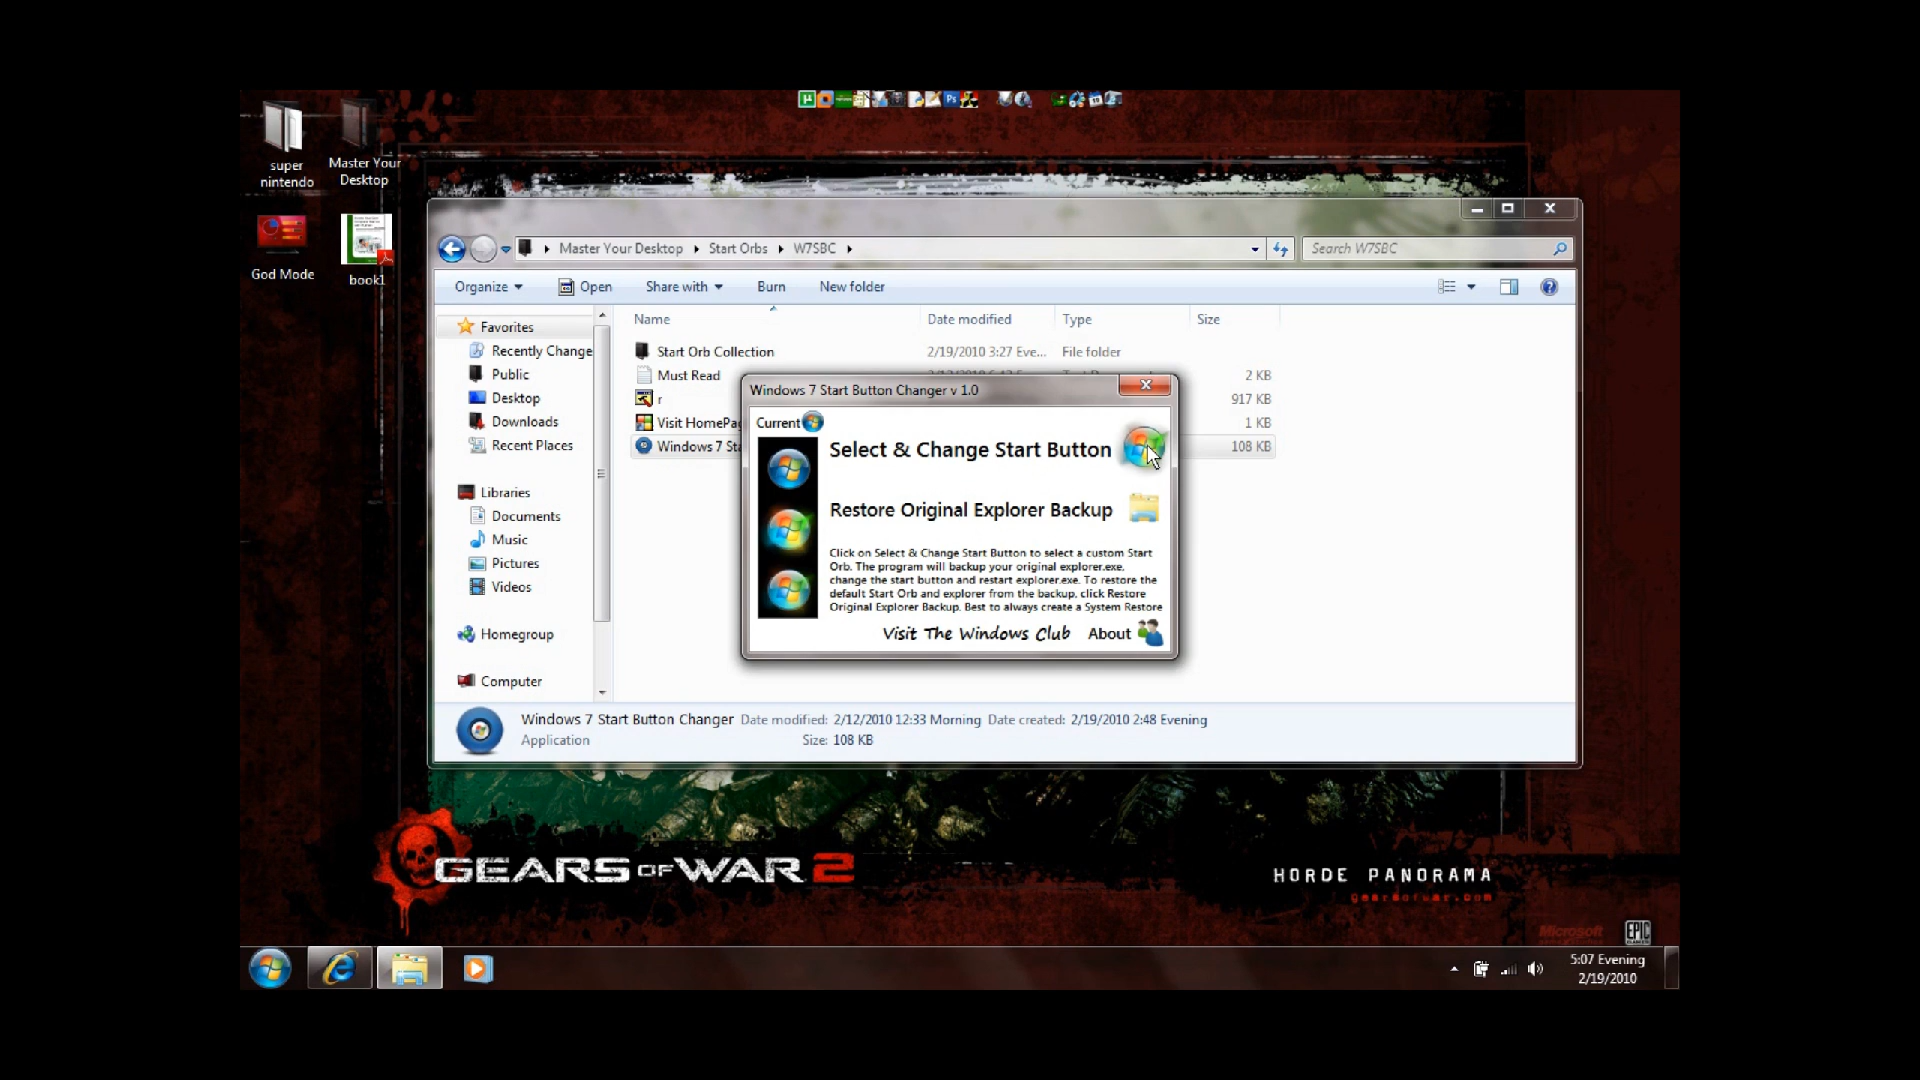 super
nintendo
Master Your
Desktop
God Mode
book1
Master Your Desktop
Start Orbs
W7SBC
Search W7SBC
Organize
Open
Share with
Burn
New folder
Name
Date modified
Type
Size
Favorites
Recently Change
Public
Desktop
Downloads
Recent Places
Libraries
Documents
Music
Pictures
Videos
Homegroup
Computer
Start Orb Collection
2/19/2010 3:27 Eve...
File folder
Must Read
2 KB
r
917 KB
Visit HomePag
1 KB
Windows 7 Sta
108 KB
Windows 7 Start Button Changer v 1.0
Current
Select & Change Start Button
Restore Original Explorer Backup
Click on Select & Change Start Button to select a custom Start
Orb. The program will backup your original explorer.exe,
change the start button and restart explorer.exe. To restore the
default Start Orb and explorer from the backup, click Restore
Original Explorer Backup. Best to always create a System Restore
Visit The Windows Club
About
Windows 7 Start Button Changer
Date modified: 2/12/2010 12:33 Morning
Date created: 2/19/2010 2:48 Evening
Application
Size: 108 KB
GEARS OF WAR 2
HORDE PANORAMA
gearsofwar.com
Microsoft
EPIC
Ps
5:07 Evening
2/19/2010